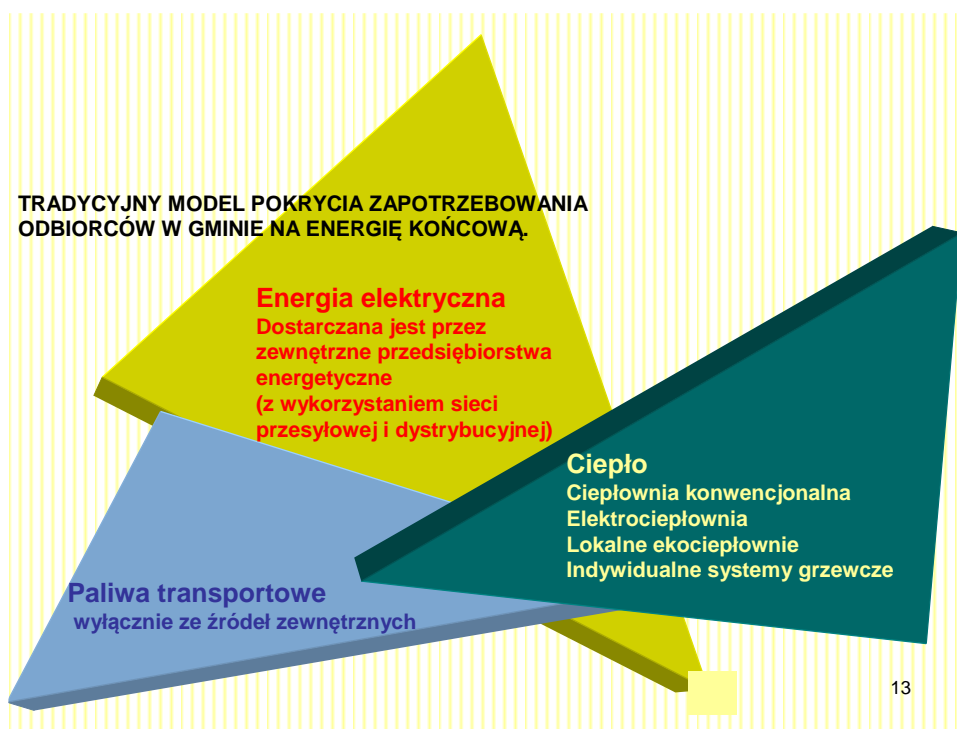 TRADYCYJNY MODEL POKRYCIA ZAPOTRZEBOWANIA
ODBIORCÓW W GMINIE NA ENERGIĘ KOŃCOWĄ.
Energia elektryczna
Dostarczana jest przez
zewnętrzne przedsiębiorstwa
energetyczne
(z wykorzystaniem sieci
przesyłowej i dystrybucyjnej)
Ciepło
Ciepłownia konwencjonalna
Elektrociepłownia
Lokalne ekociepłownie
Indywidualne systemy grzewcze
Paliwa transportowe
wyłącznie ze źródeł zewnętrznych
13